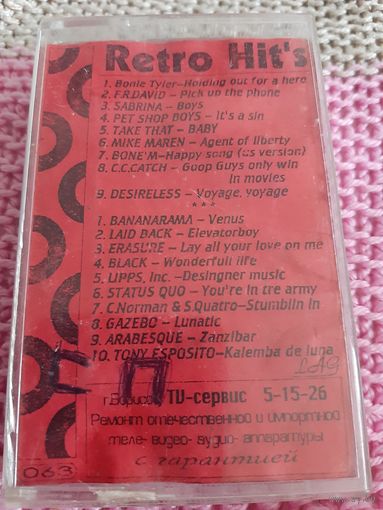 Retro Hit's
1. Bonie Tyler-Holding out for a hero
2. F.R.DAVID - Pick up the phone
3. SABRINA - Boys
4. PET SHOP BOYS - It's a sin
5. TAKE THAT - BABY
6. MIKE MAREN - Agent of liberty
7. BONE'M-Happy song (us version)
8. C.C.CATCH - Goop Guys only win
in movies
9. DESIRELESS - Voyage, voyage
***
1. BANANARAMA - Venus
2. LAID BACK - Elevatorboy
3. ERASURE - Lay all your love on me
4. BLACK - Wonderfull life
5. LIPPS, Inc. -Desingner music
6. STATUS QUO - You're in tre army
7. C.Norman & S.Quatro-Stumblin In
8. GAZEBO - Lunatic
9. ARABESQUE - Zanzibar
10. TONY ESPOSITO-Kalemba de luna
LAG
П
г.Борисов TV-сервис 5-15-26
Ремонт отечественной и импортной
теле- видео- аудио- аппаратуры
с гарантией
063